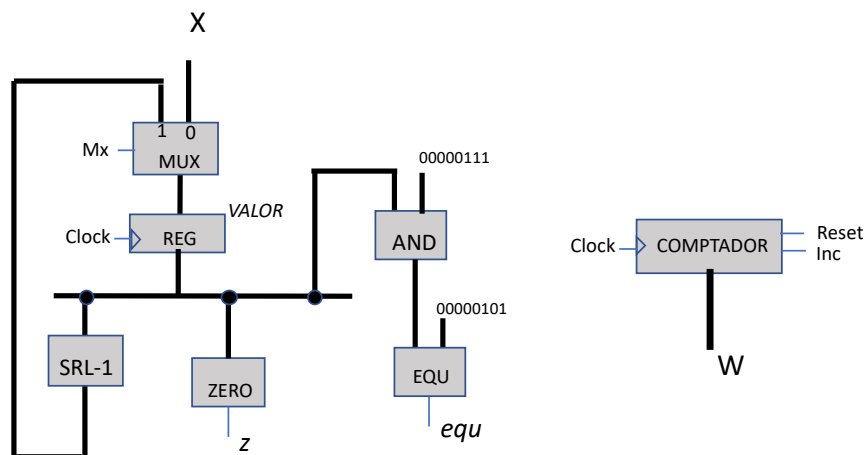 X
1 0
Mx
MUX
00000111
VALOR
Clock
REG
AND
Reset
Clock
COMPTADOR
Inc
00000101
SRL-1
ZERO
EQU
W
z
equ